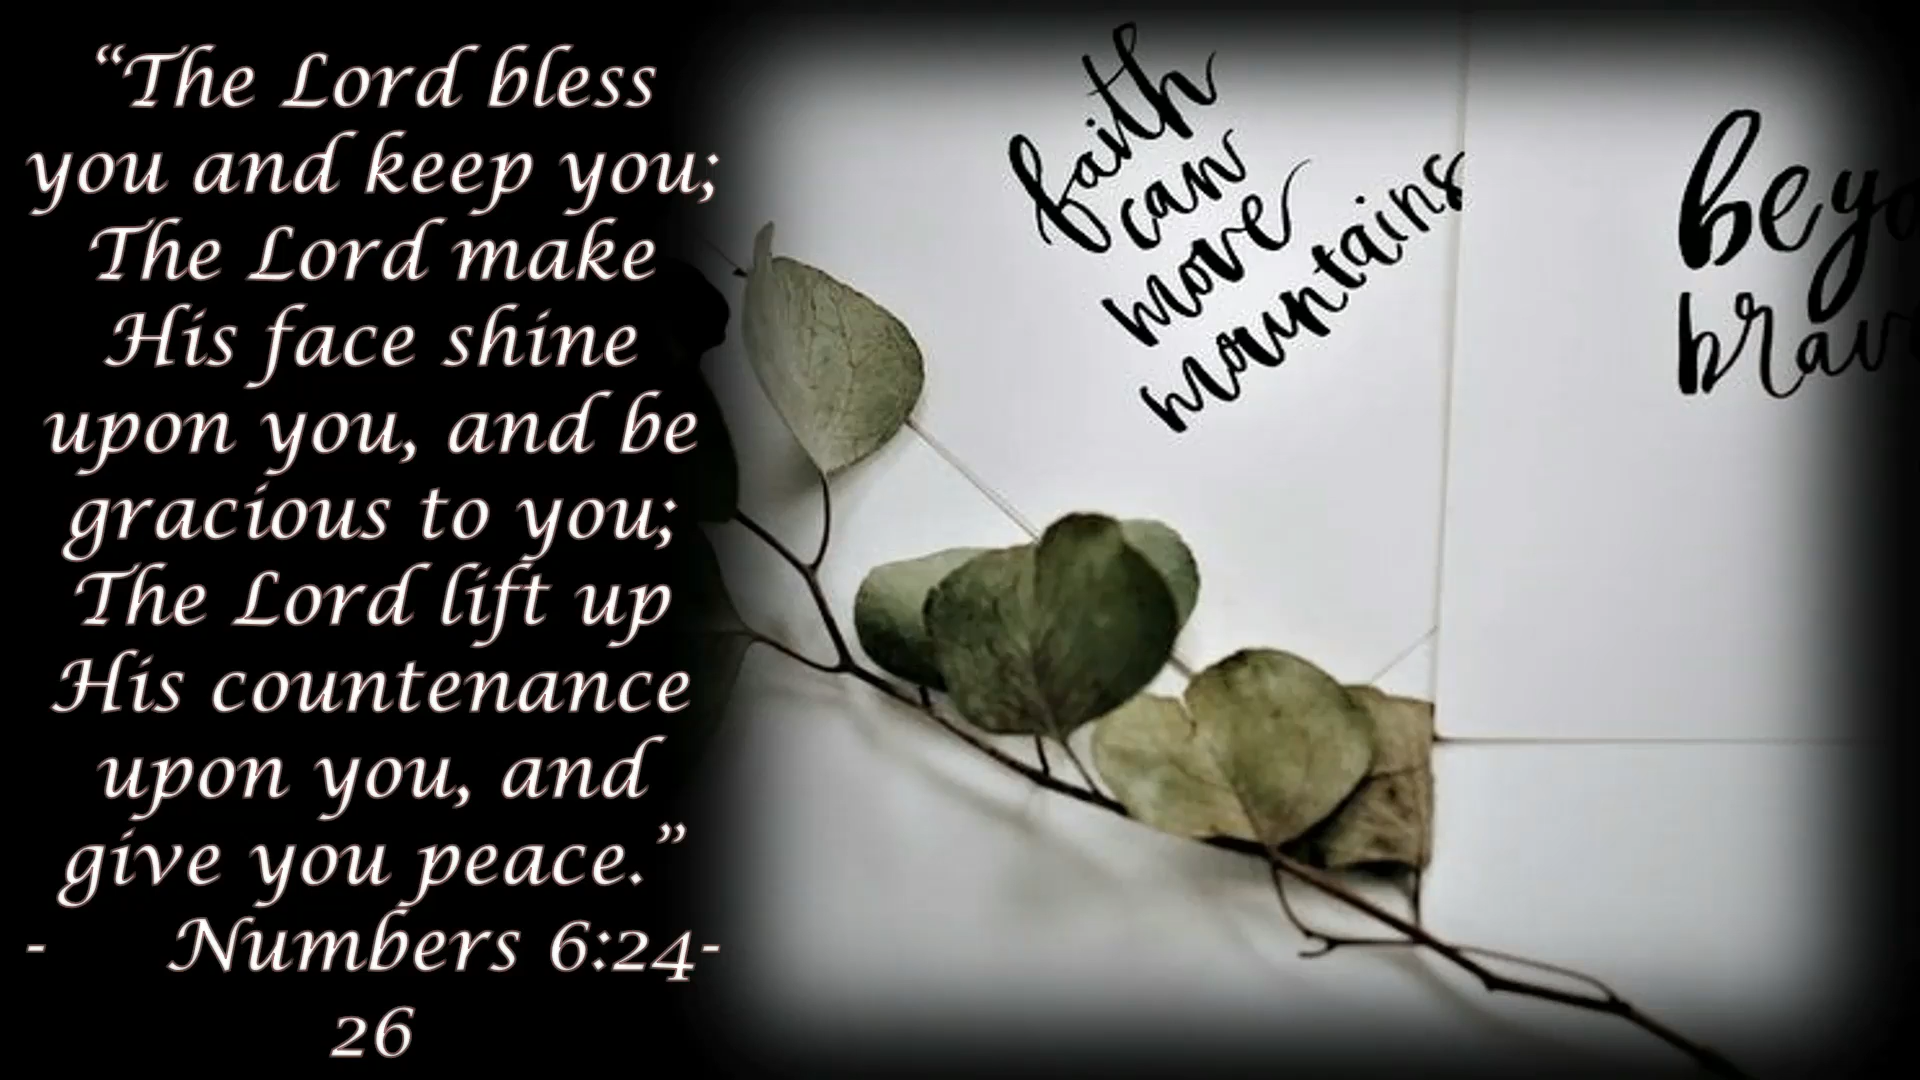 “The Lord bless
you and keep you;
The Lord make
His face shine
upon you, and be
gracious to you;
The Lord lift up
His countenance
upon you, and
give you peace.”
- Numbers 6:24-
26
faith
can
move
mountains